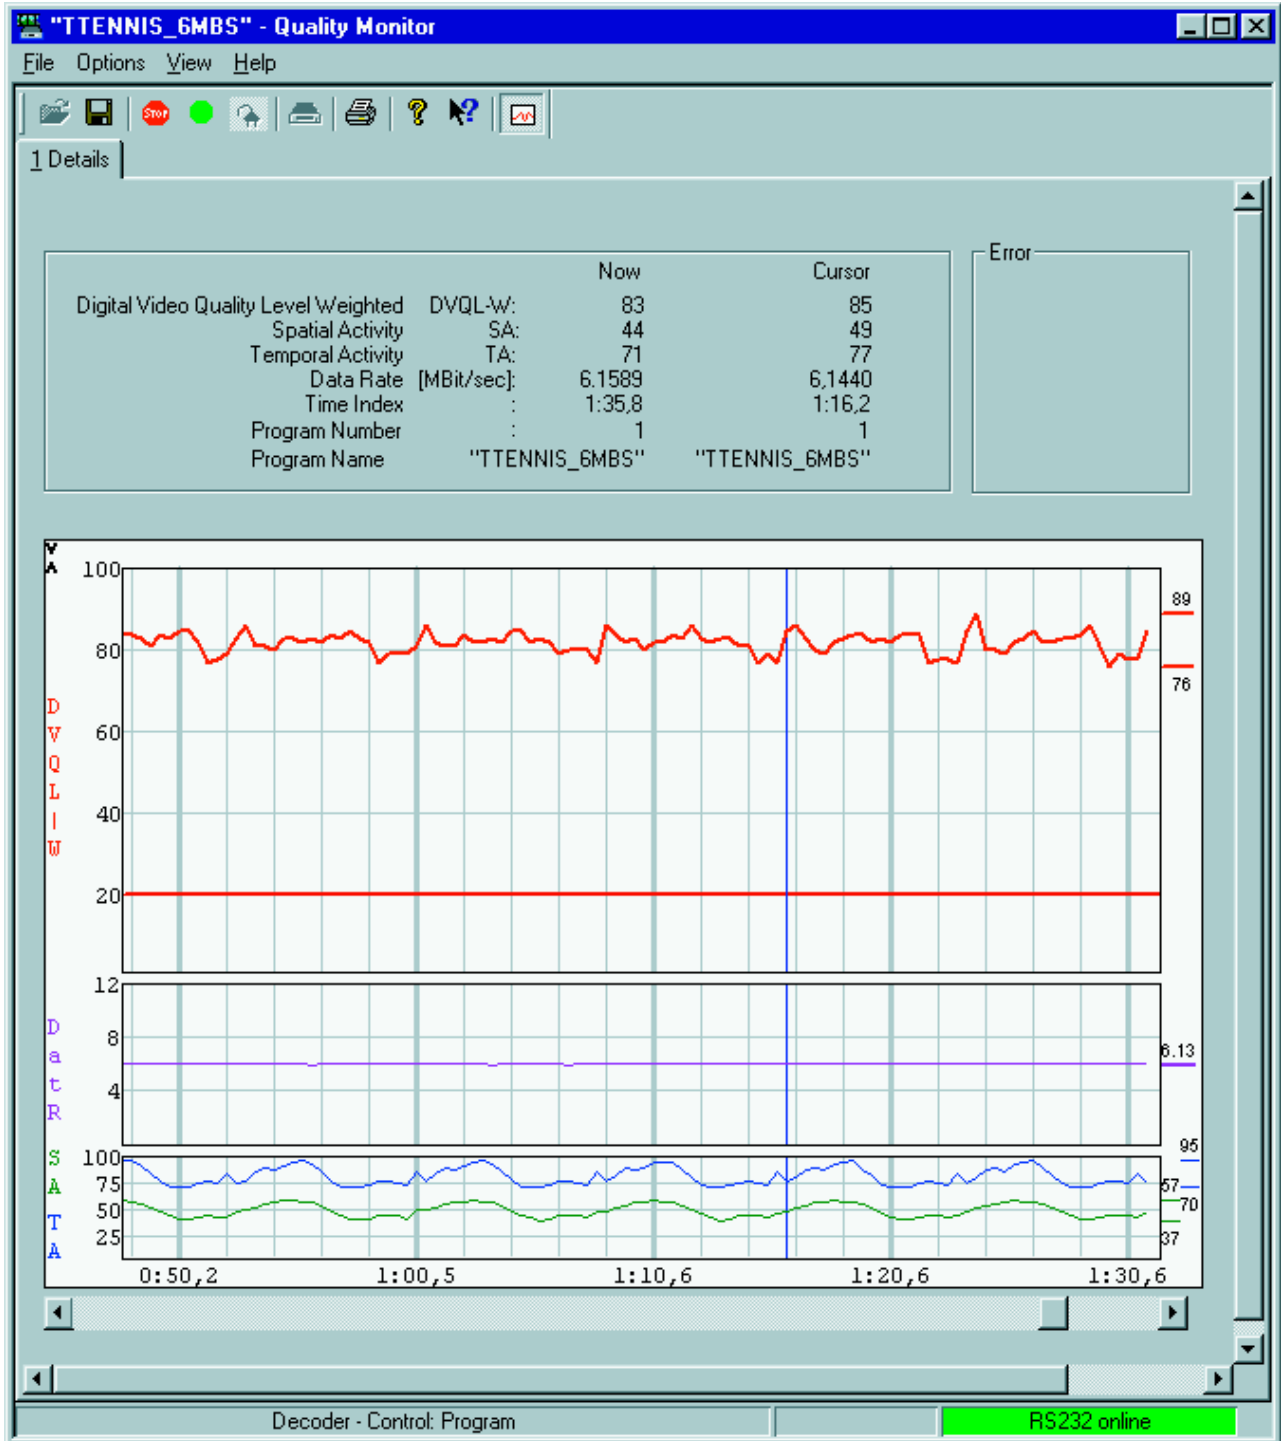 "TTENNIS_6MBS" - Quality Monitor
File Options View Help
STOP
1 Details
Now Cursor
Digital Video Quality Level Weighted DVQL-W: 83 85
Spatial Activity SA: 44 49
Temporal Activity TA: 71 77
Data Rate [MBit/sec]: 6.1589 6,1440
Time Index : 1:35,8 1:16,2
Program Number : 1 1
Program Name "TTENNIS_6MBS" "TTENNIS_6MBS"
Error
DVQL|W
100
80
60
40
20
89
76
DatR
12
8
4
6.13
SA TA
100
75
50
25
95
57
70
37
0:50,2 1:00,5 1:10,6 1:20,6 1:30,6
Decoder - Control: Program
RS232 online